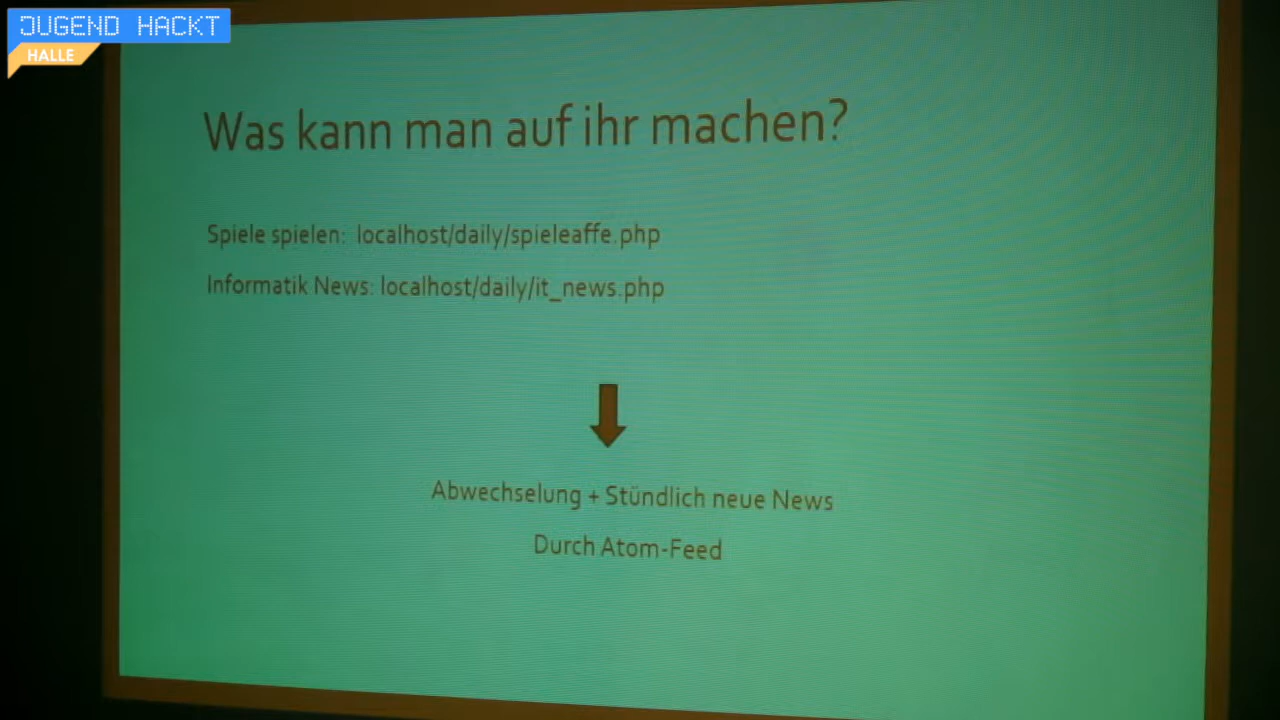 JUGEND HACKT
HALLE
Was kann man auf ihr machen?
Spiele spielen: localhost/daily/spieleaffe.php
Informatik News: localhost/daily/it_news.php
Abwechselung + Stündlich neue News
Durch Atom-Feed